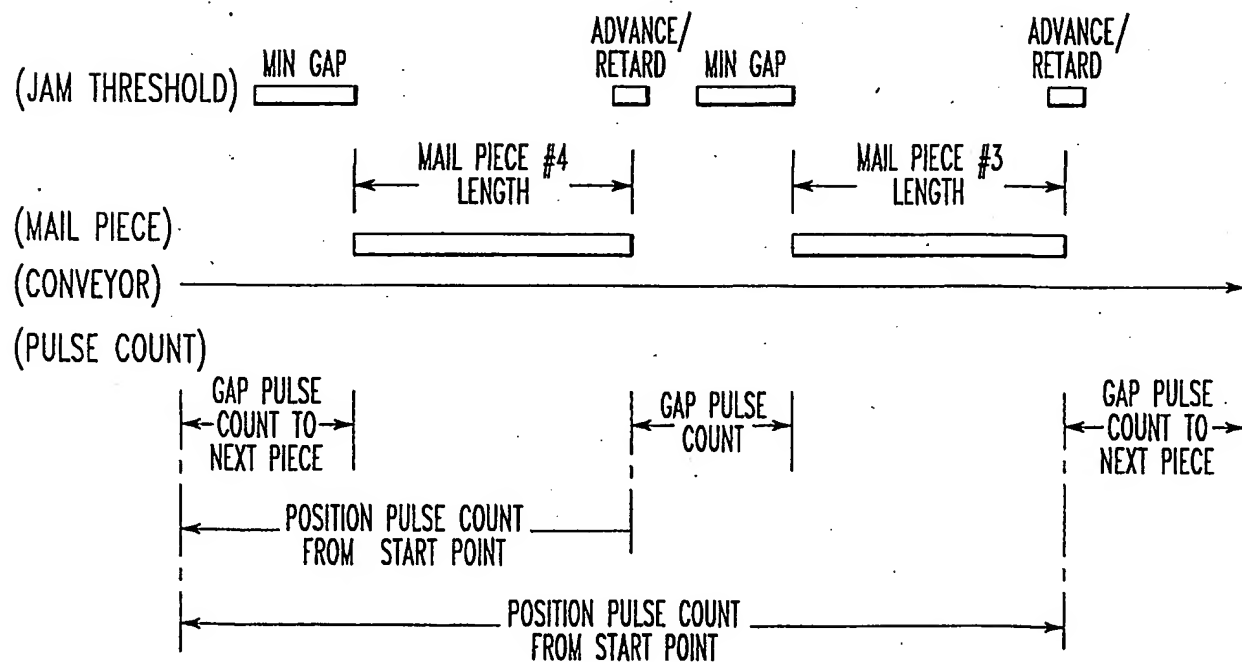 ADVANCE/
RETARD
ADVANCE/
RETARD
MIN GAP
MIN GAP
(JAM THRESHOLD)
MAIL PIECE #4
LENGTH
MAIL PIECE #3
LENGTH
(MAIL PIECE)
(CONVEYOR)
(PULSE COUNT)
GAP PULSE
COUNT TO
NEXT PIECE
GAP PULSE
COUNT
GAP PULSE
COUNT TO
NEXT PIECE
POSITION PULSE COUNT
FROM START POINT
POSITION PULSE COUNT
FROM START POINT